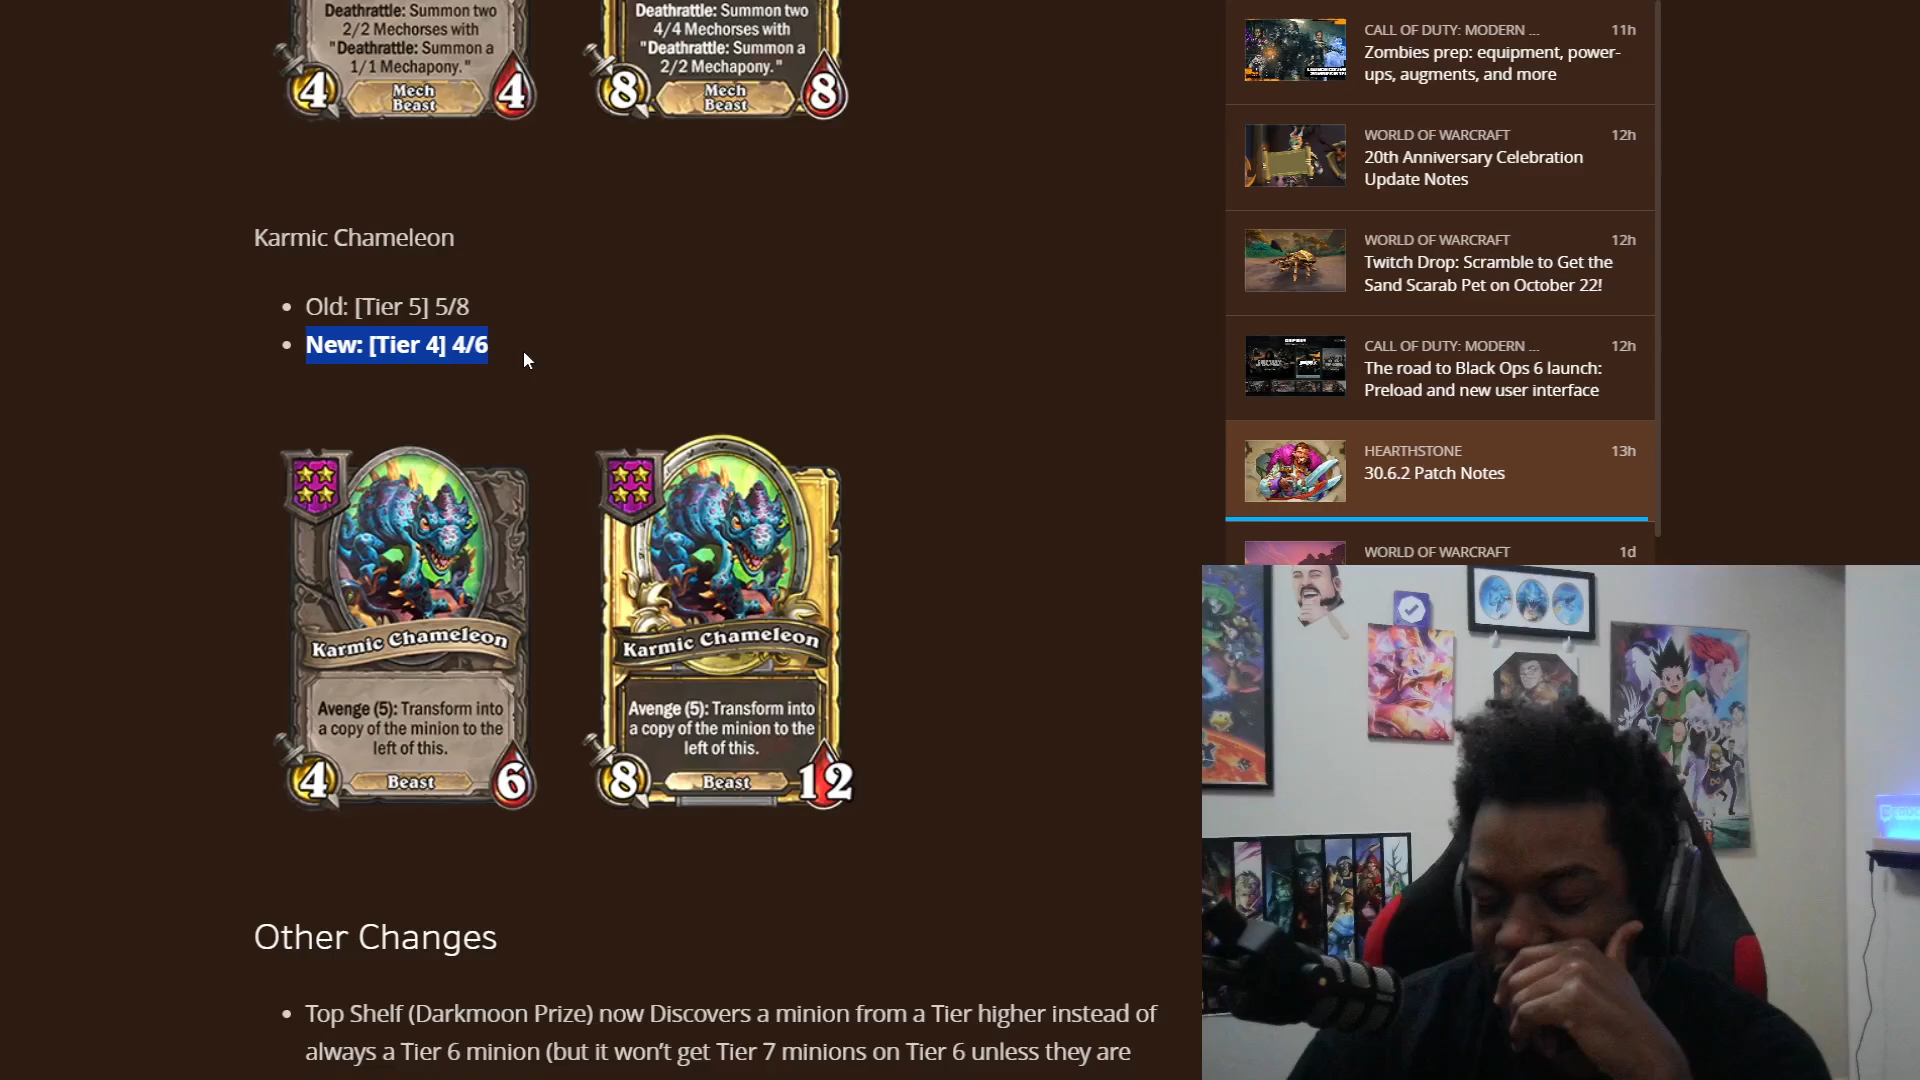 Deathrattle: Summon two
2/2 Mechorses with
"Deathrattle: Summon a
1/1 Mechapony."
4
Mech
Beast
4
Deathrattle: Summon two
4/4 Mechorses with
"Deathrattle: Summon a
2/2 Mechapony."
8
Mech
Beast
8
Karmic Chameleon
• Old: [Tier 5] 5/8
• New: [Tier 4] 4/6
Karmic Chameleon
Avenge (5): Transform into
a copy of the minion to the
left of this.
4
Beast
6
Karmic Chameleon
Avenge (5): Transform into
a copy of the minion to the
left of this.
8
Beast
12
Other Changes
• Top Shelf (Darkmoon Prize) now Discovers a minion from a Tier higher instead of
always a Tier 6 minion (but it won’t get Tier 7 minions on Tier 6 unless they are
CALL OF DUTY: MODERN ...
11h
Zombies prep: equipment, power-
ups, augments, and more
WORLD OF WARCRAFT
12h
20th Anniversary Celebration
Update Notes
WORLD OF WARCRAFT
12h
Twitch Drop: Scramble to Get the
Sand Scarab Pet on October 22!
CALL OF DUTY: MODERN ...
12h
The road to Black Ops 6 launch:
Preload and new user interface
HEARTHSTONE
13h
30.6.2 Patch Notes
WORLD OF WARCRAFT
1d